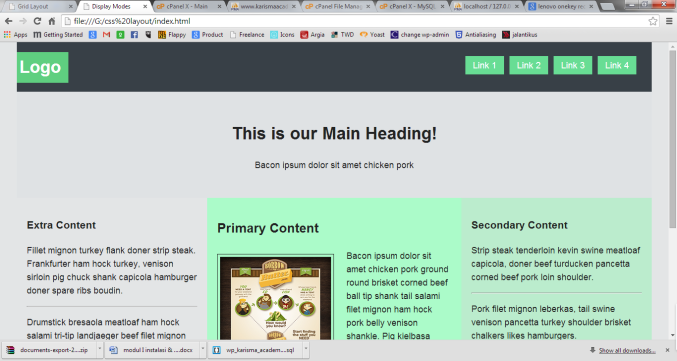 Grid Layout
Display Modes
cPanel X - Main
www.karismaacad
cPanel File Manag
cPanel X - MySQL
localhost / 127.0.0
lenovo onekey rec
file:///G:/css%20layout/index.html
Apps
Getting Started
Flappy
Product
Freelance
Icons
Argia
TWD
Yoast
change wp-admin
Antialiasing
jalantikus
Logo
Link 1
Link 2
Link 3
Link 4
This is our Main Heading!
Bacon ipsum dolor sit amet chicken pork
Extra Content
Fillet mignon turkey flank doner strip steak.
Frankfurter ham hock turkey, venison
sirloin pig chuck shank capicola hamburger
doner spare ribs boudin.
Drumstick bresaola meatloaf ham hock
salami tri-tip landjaeger beef filet mignon
Primary Content
Bacon ipsum dolor sit
amet chicken pork ground
round brisket corned beef
ball tip shank tail salami
filet mignon ham hock
pork belly venison
shankle. Pig kielbasa
Secondary Content
Strip steak tenderloin kevin swine meatloaf
capicola, doner beef turducken pancetta
corned beef pork loin shoulder.
Pork filet mignon leberkas, tail swine
venison pancetta turkey shoulder brisket
chalkers likes hamburgers.
documents-export-2....zip
modul I instalasi & ....docx
wp_karisma_academ....sql
Show all downloads...